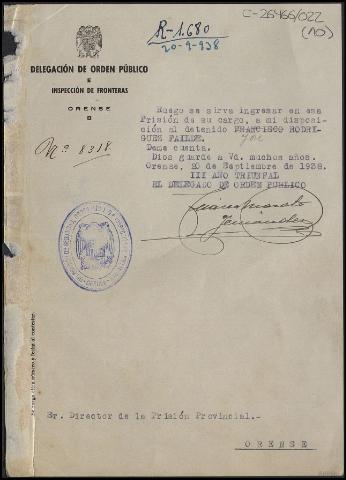 C-26466/022
(10)
R-1.680
20-9-938
DELEGACIÓN DE ORDEN PÚBLICO
E
INSPECCIÓN DE FRONTERAS
ORENSE
Nº 8318
Ruego se sirva ingresar en esa
Prisión de su cargo, a mi disposi-
ción al detenido FRANCISCO RODRI-
GUEZ FAILDE.
Deme cuenta.
Dios guarde a Vd. muchos años.
Orense, 20 de Septiembre de 1938.
III AÑO TRIUNFAL
EL DELEGADO DE ORDEN PUBLICO
Sr. Director de la Prisión Provincial.-
ORENSE